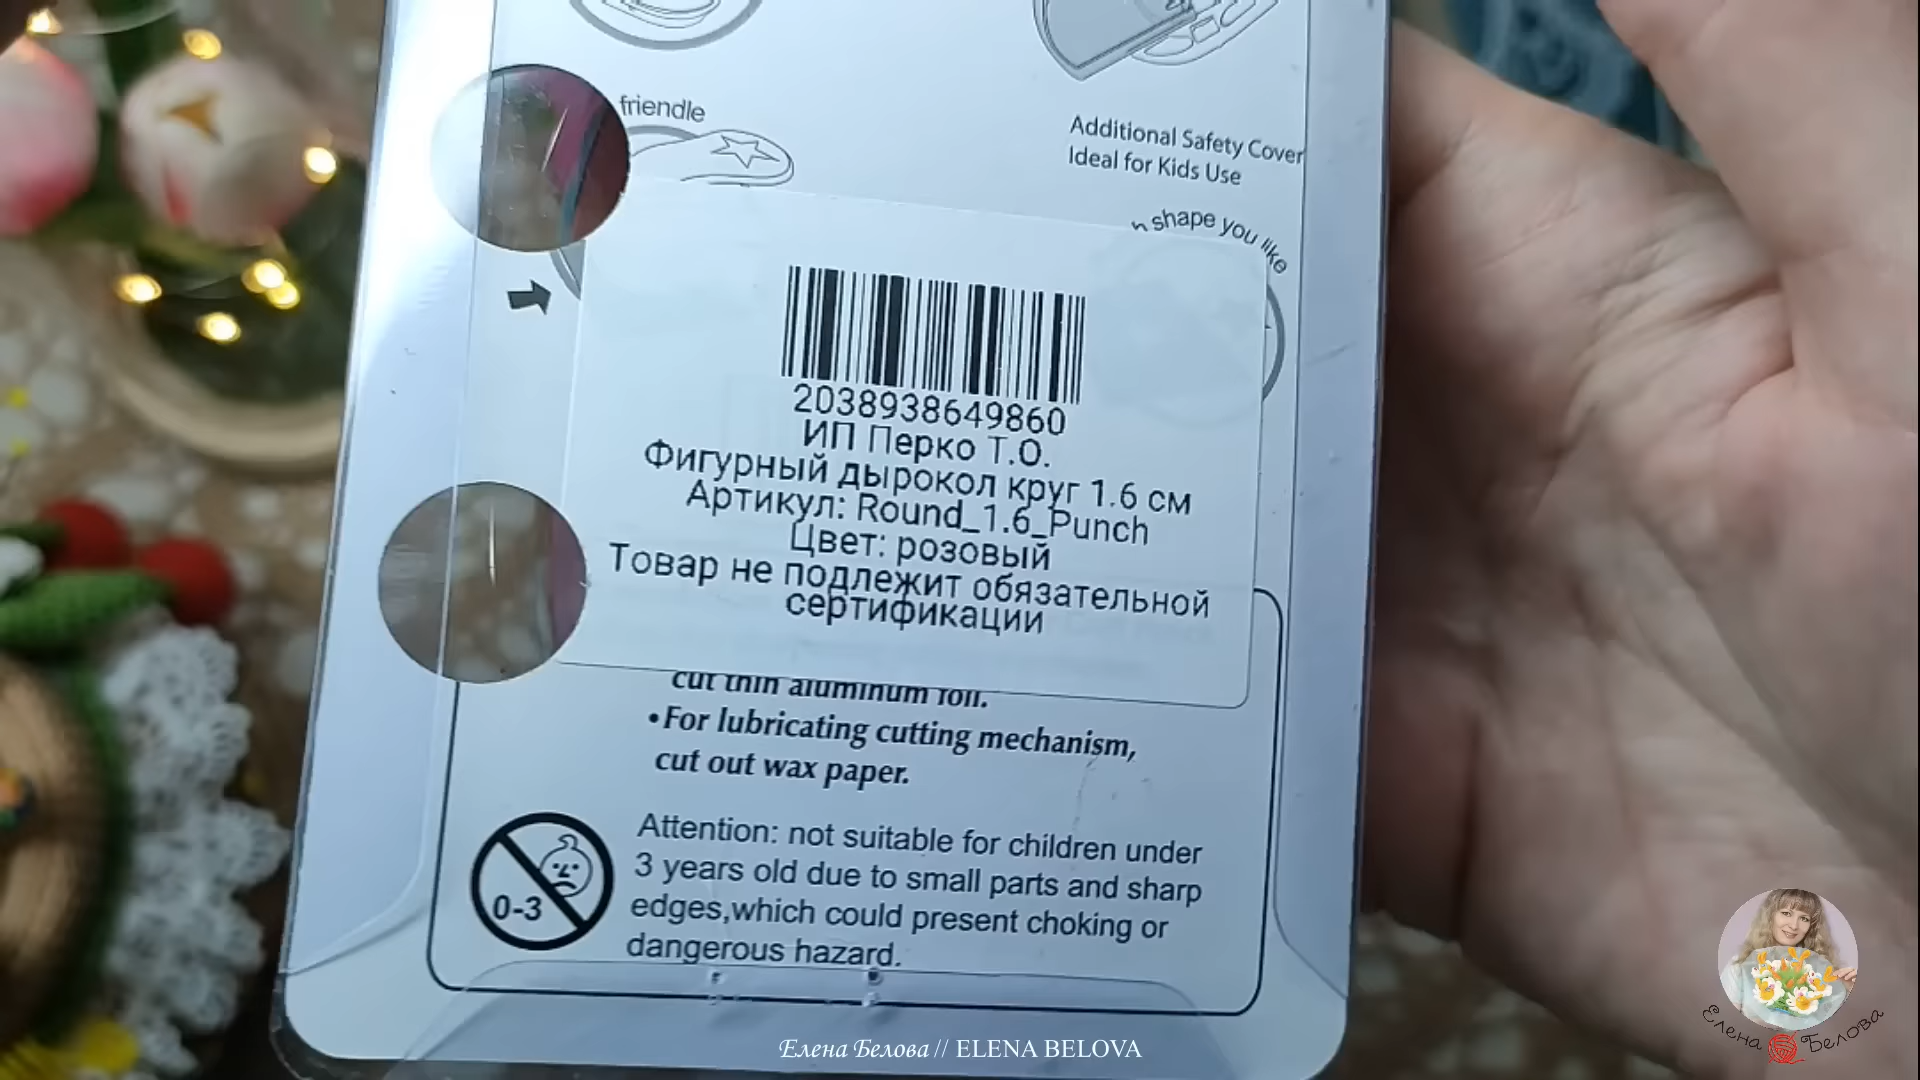 friendle
Additional Safety Cover
Ideal for Kids Use
shape you like
2038938649860
ИП Перко Т.О.
Фигурный дырокол круг 1.6 см
Артикул: Round_1.6_Punch
Цвет: розовый
Товар не подлежит обязательной
сертификации
cut thin aluminum foil.
•For lubricating cutting mechanism,
cut out wax paper.
0-3
Attention: not suitable for children under
3 years old due to small parts and sharp
edges,which could present choking or
dangerous hazard.
Елена Белова
Елена Белова // ELENA BELOVA